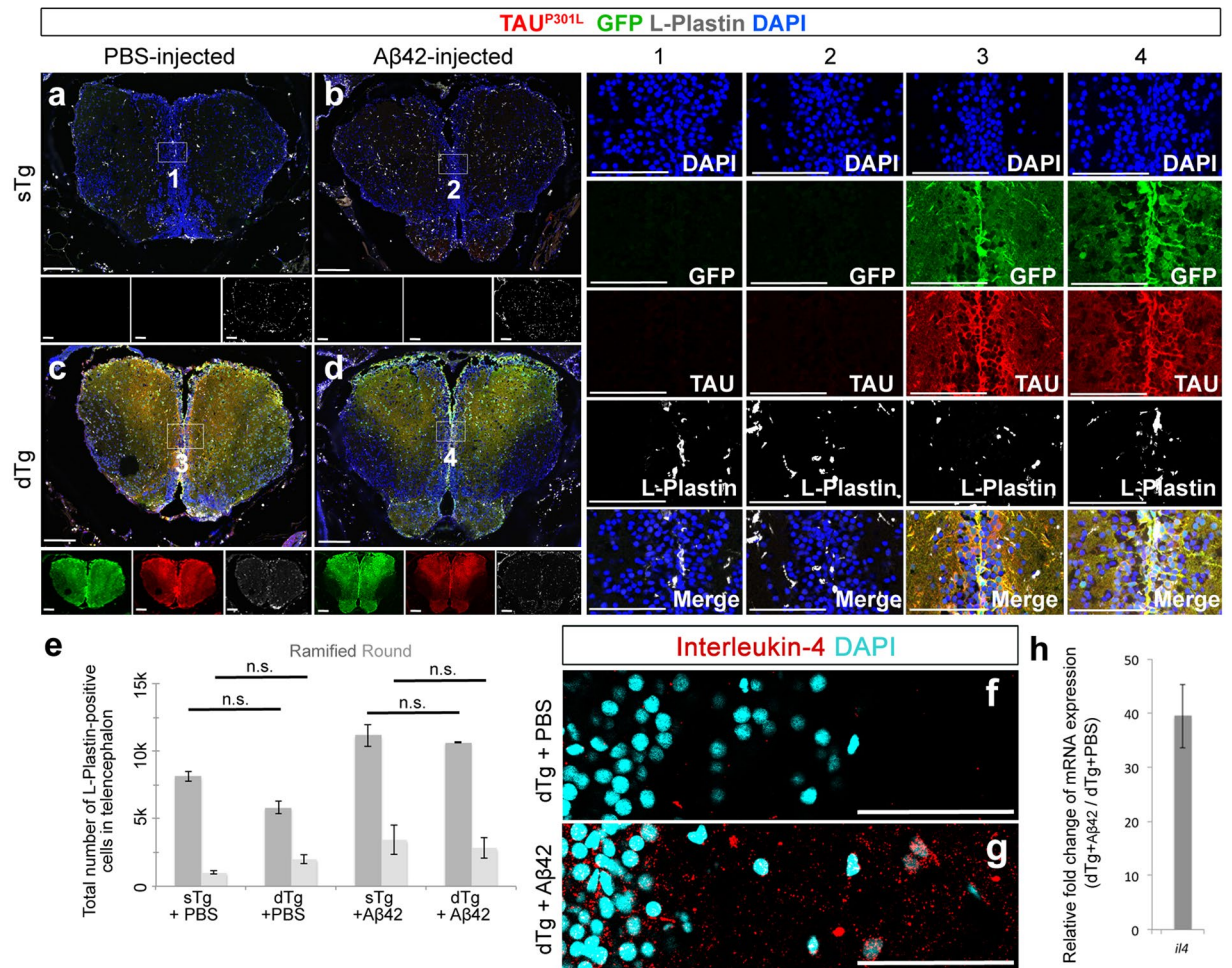 TAUP301L GFP L-Plastin DAPI
PBS-injected Aβ42-injected 1 2 3 4
a b
sTg
1 2
c d
dTg
3 4
DAPI DAPI DAPI DAPI
GFP GFP GFP GFP
TAU TAU TAU TAU
L-Plastin L-Plastin L-Plastin L-Plastin
Merge Merge Merge Merge
e
Ramified Round
n.s. n.s.
n.s. n.s.
Total number of L-Plastin-positive
cells in telencephalon
15k
10k
5k
0
sTg dTg sTg dTg
+ PBS +PBS +Aβ42 + Aβ42
Interleukin-4 DAPI
f
dTg + PBS
g
dTg + Aβ42
h
Relative fold change of mRNA expression
(dTg+Aβ42 / dTg+PBS)
50
40
30
20
10
0
il4